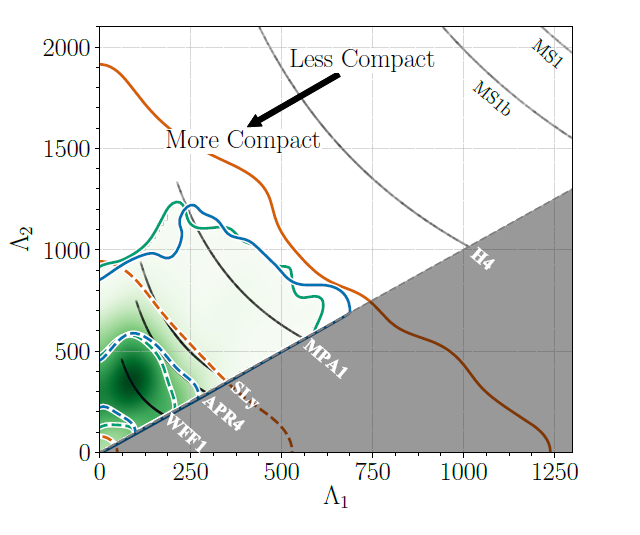 2000
1500
1000
500
0
Λ₂
Less Compact
More Compact
MS1
MS1b
H4
MPA1
SLy
APR4
WFF1
0
250
500
750
1000
1250
Λ₁